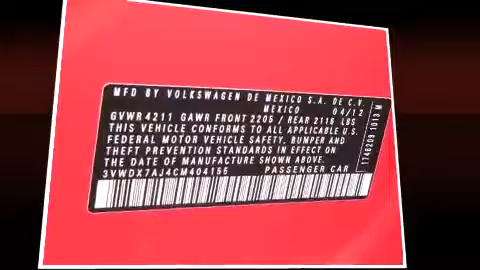 MFD BY VOLKSWAGEN DE MEXICO S.A. DE C.V.
MEXICO 04/12
GVWR 4211 GAWR FRONT 2205 / REAR 2116 LBS
THIS VEHICLE CONFORMS TO ALL APPLICABLE U.S.
FEDERAL MOTOR VEHICLE SAFETY, BUMPER AND
THEFT PREVENTION STANDARDS IN EFFECT ON
THE DATE OF MANUFACTURE SHOWN ABOVE.
3VWDX7AJ4CM404155 PASSENGER CAR
1746209 1013 M